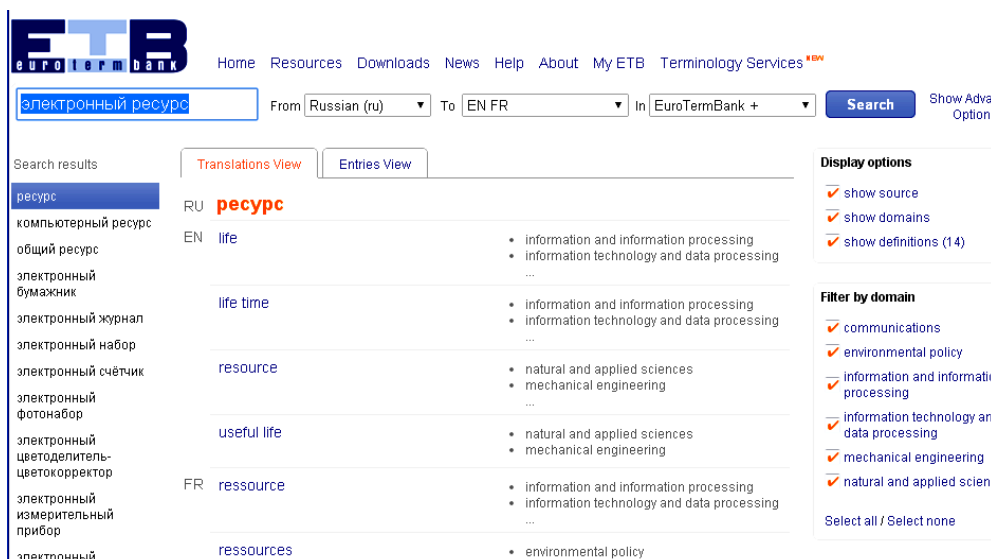 ETB
euro term bank
Home Resources Downloads News Help About My ETB Terminology Services NEW
электронный ресурс
From Russian (ru) To EN FR In EuroTermBank + Search
Show Adva
Option
Search results
ресурс
компьютерный ресурс
общий ресурс
электронный
бумажник
электронный журнал
электронный набор
электронный счётчик
электронный
фотонабор
электронный
цветоделитель-
цветокорректор
электронный
измерительный
прибор
электронный
Translations View Entries View
RU ресурс
EN life
• information and information processing
• information technology and data processing
...
life time
• information and information processing
• information technology and data processing
...
resource
• natural and applied sciences
• mechanical engineering
...
useful life
• natural and applied sciences
• mechanical engineering
FR ressource
• information and information processing
• information technology and data processing
...
ressources
• environmental policy
Display options
show source
show domains
show definitions (14)
Filter by domain
communications
environmental policy
information and informati
processing
information technology an
data processing
mechanical engineering
natural and applied scien
Select all / Select none